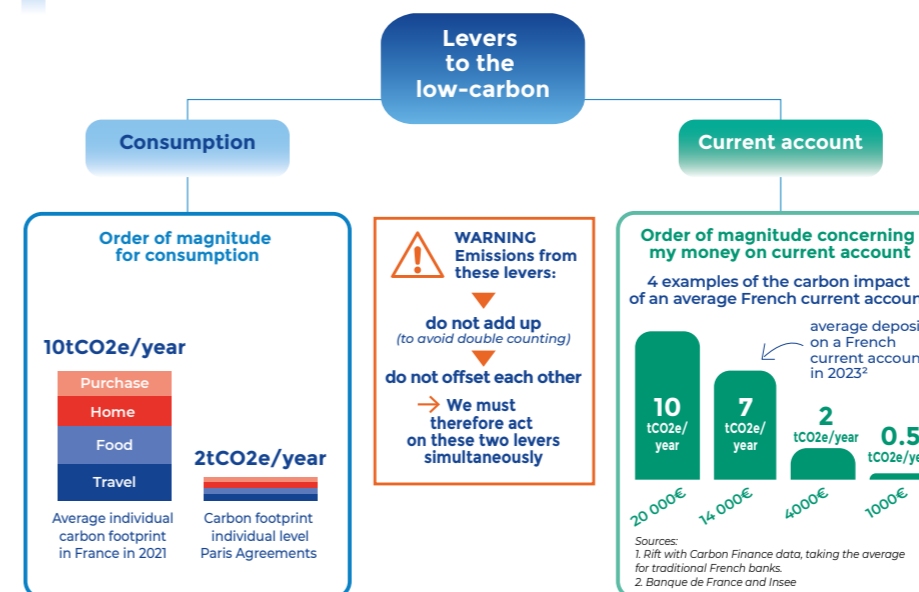 Levers
to the
low-carbon
Consumption
Current account
Order of magnitude
for consumption
10tCO2e/year
Purchase
Home
Food
Travel
Average individual
carbon footprint
in France in 2021
2tCO2e/year
Carbon footprint
individual level
Paris Agreements
WARNING
Emissions from
these levers:
do not add up
(to avoid double counting)
do not offset each other
→ We must
therefore act
on these two levers
simultaneously
Order of magnitude concerning
my money on current account
4 examples of the carbon impact
of an average French current accoun
average deposi
on a French
current accoun
in 2023²
10
tCO2e/
year
7
tCO2e/
year
2
tCO2e/year
0.5
tCO2e/ye
20 000€
14 000€
4000€
1000€
Sources:
1. Rift with Carbon Finance data, taking the average
for traditional French banks.
2. Banque de France and Insee